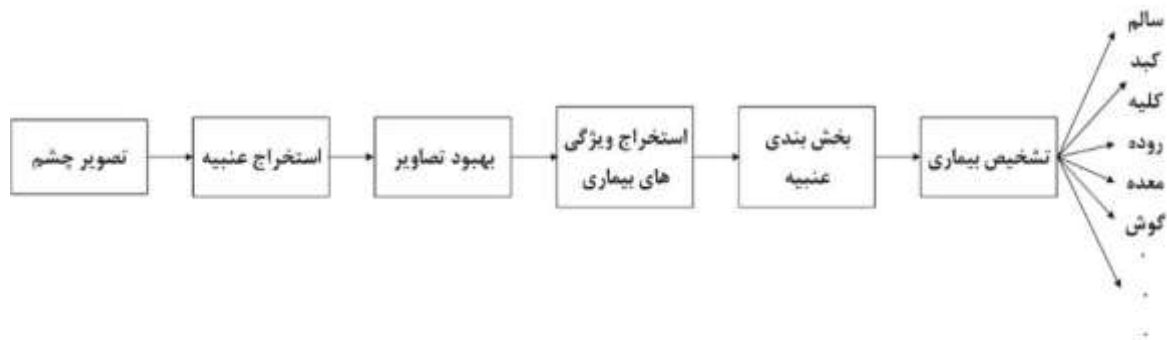 تصویر چشم
استخراج عنبیه
بهبود تصاویر
استخراج ویژگی
های بیماری
بخش بندی
عنبیه
تشخیص بیماری
سالم
کبد
کلیه
روده
معده
گوش
.
.
.